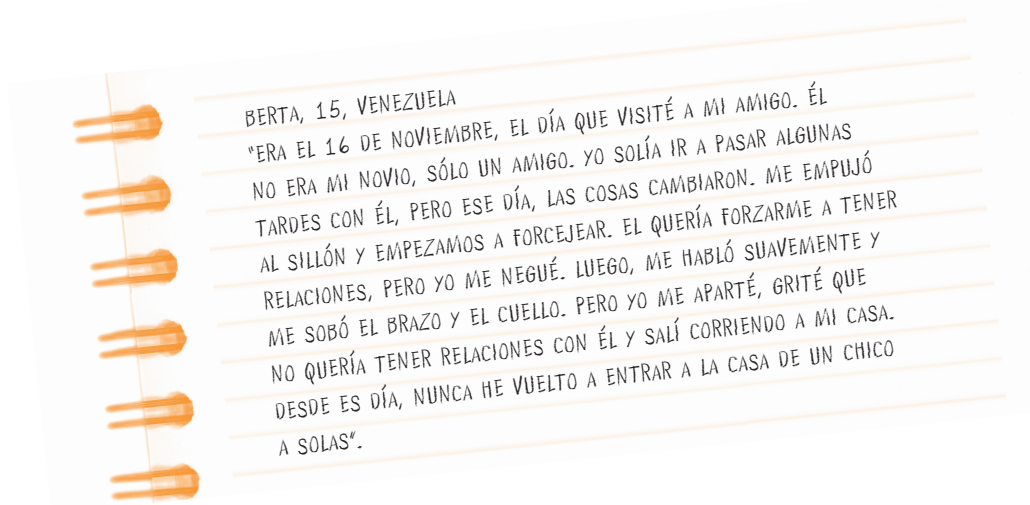 BERTA, 15, VENEZUELA
"ERA EL 16 DE NOVIEMBRE, EL DÍA QUE VISITÉ A MI AMIGO. ÉL
NO ERA MI NOVIO, SÓLO UN AMIGO. YO SOLÍA IR A PASAR ALGUNAS
TARDES CON ÉL, PERO ESE DÍA, LAS COSAS CAMBIARON. ME EMPUJÓ
AL SILLÓN Y EMPEZAMOS A FORCEJEAR. EL QUERÍA FORZARME A TENER
RELACIONES, PERO YO ME NEGUÉ. LUEGO, ME HABLÓ SUAVEMENTE Y
ME SOBÓ EL BRAZO Y EL CUELLO. PERO YO ME APARTÉ, GRITÉ QUE
NO QUERÍA TENER RELACIONES CON ÉL Y SALÍ CORRIENDO A MI CASA.
DESDE ES DÍA, NUNCA HE VUELTO A ENTRAR A LA CASA DE UN CHICO
A SOLAS".